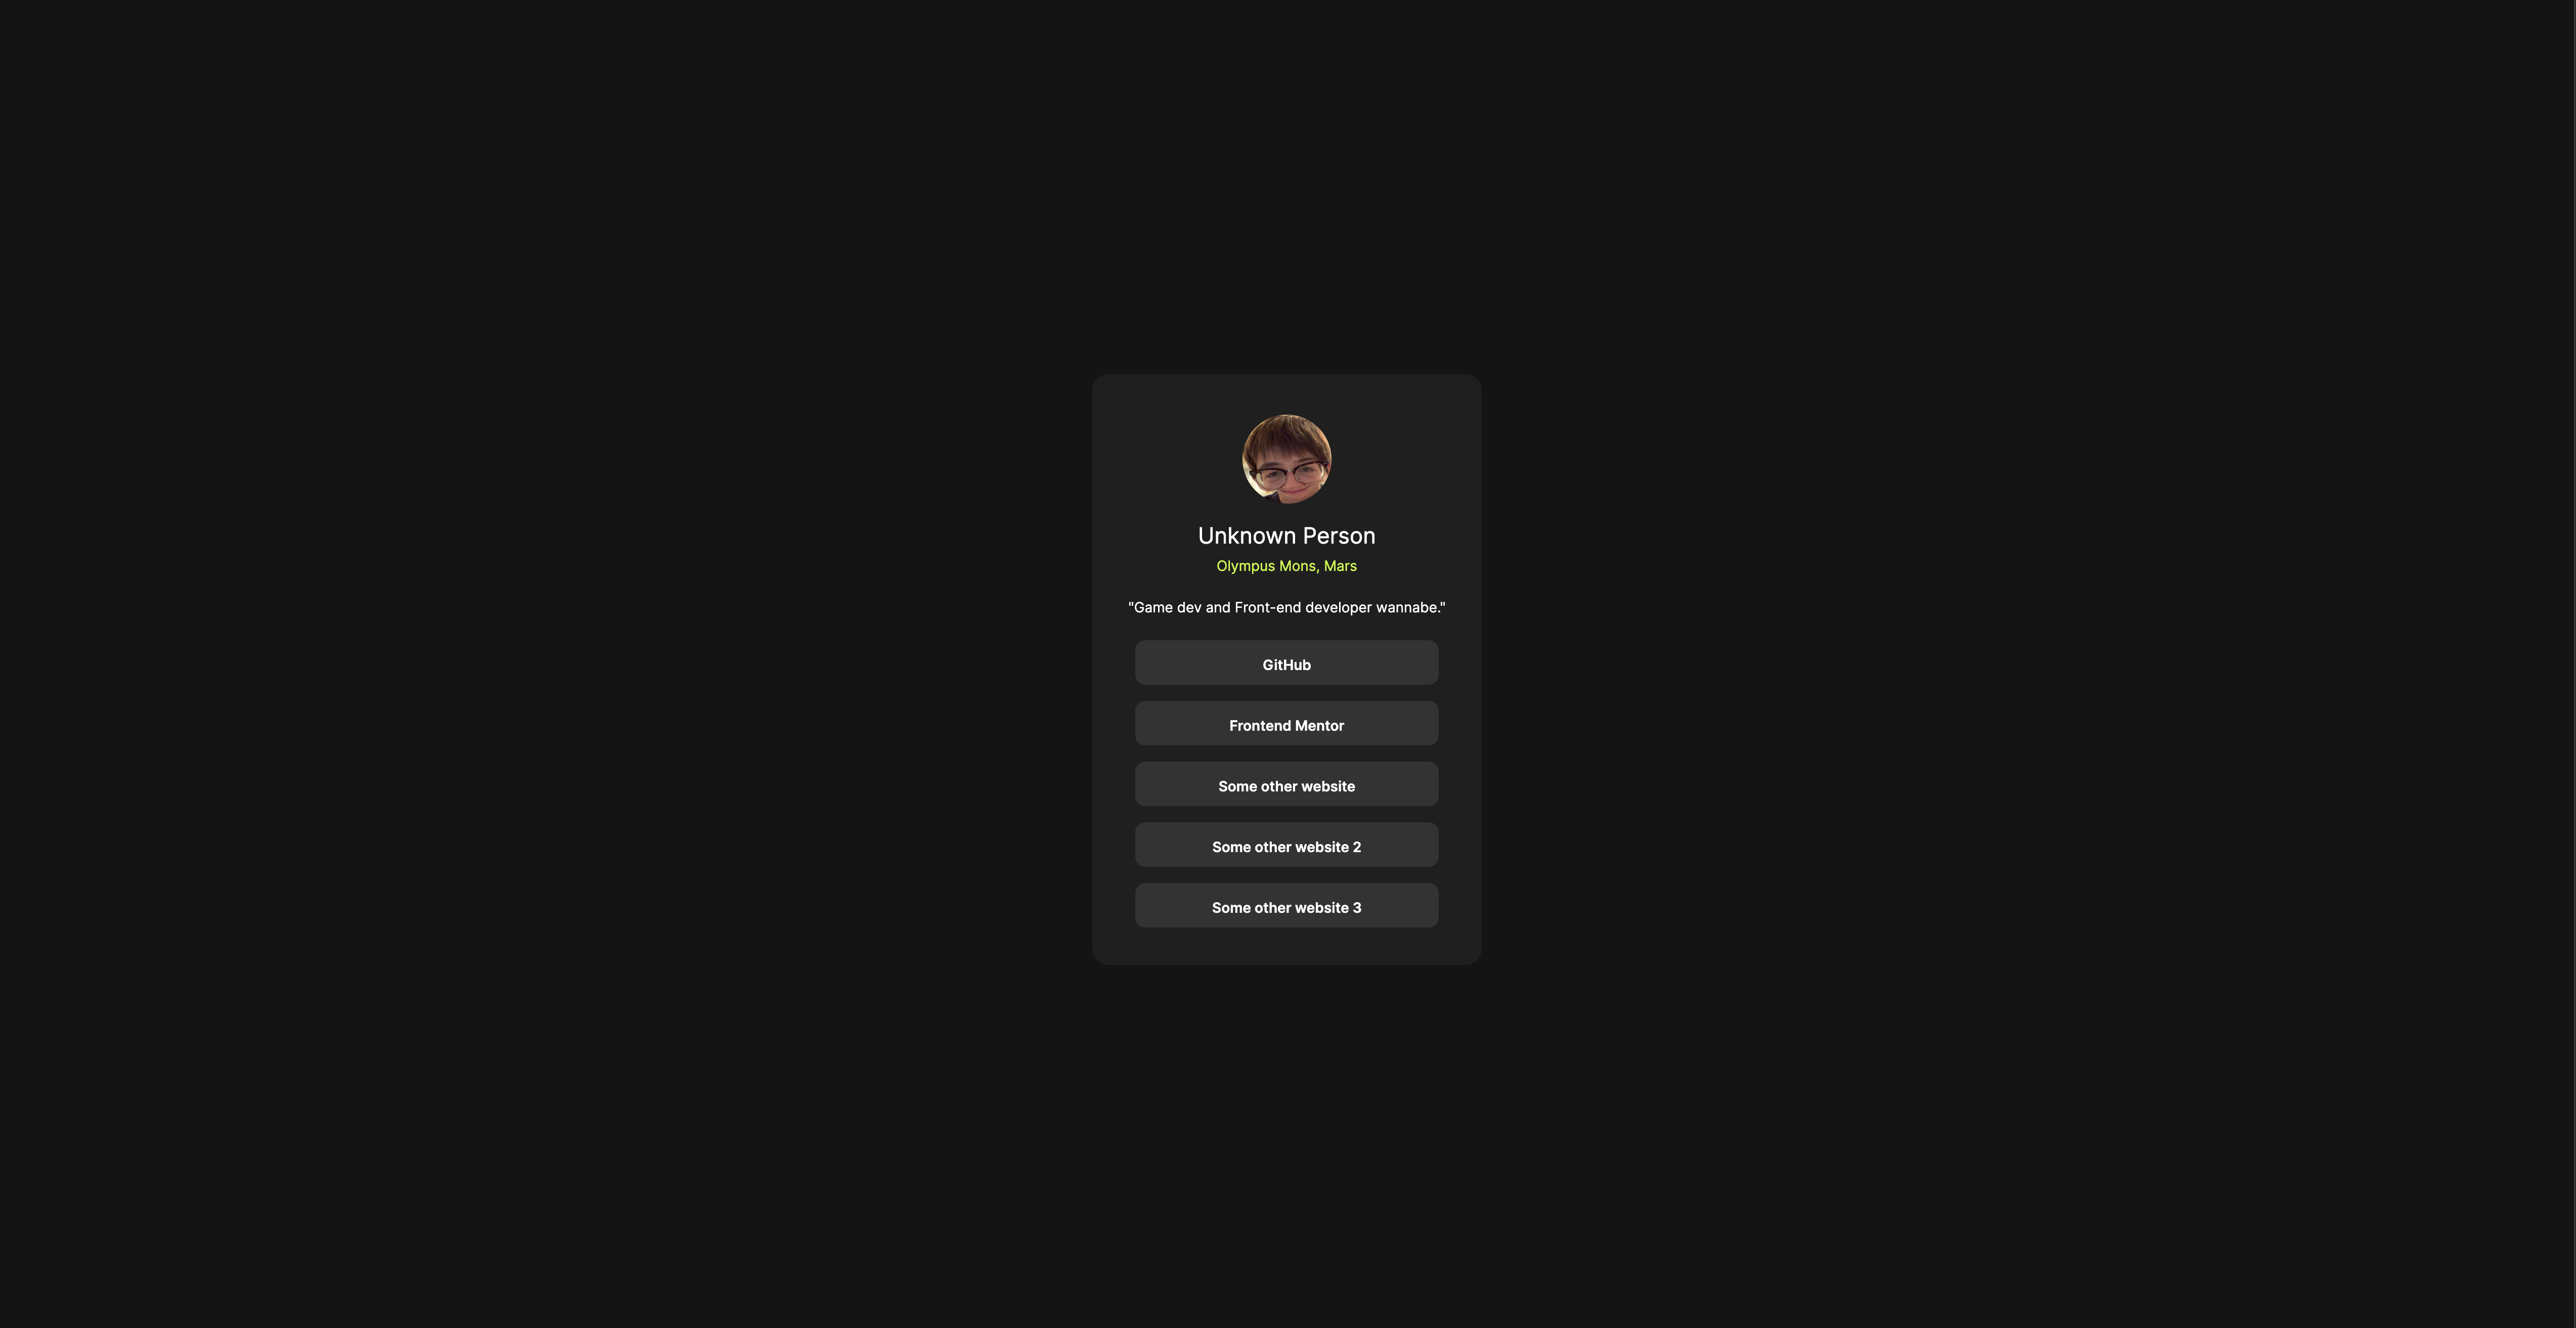 Unknown Person
Olympus Mons, Mars
"Game dev and Front-end developer wannabe."
GitHub
Frontend Mentor
Some other website
Some other website 2
Some other website 3